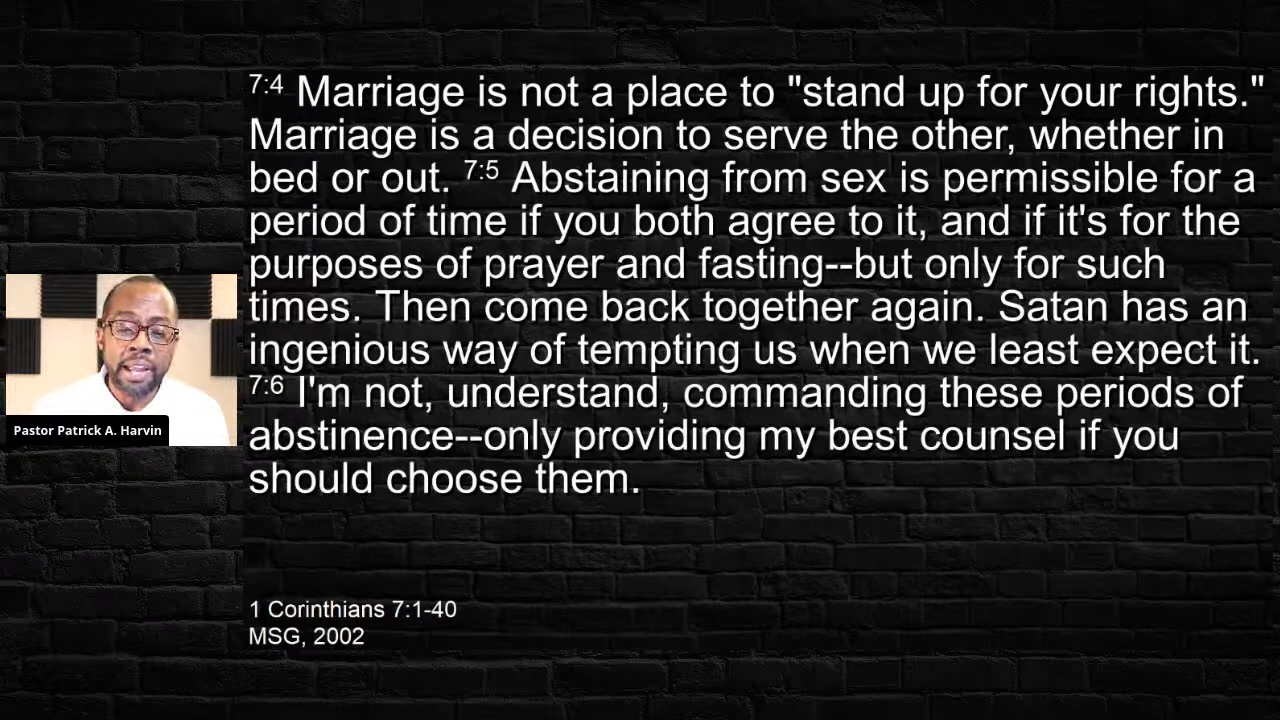 7:4 Marriage is not a place to "stand up for your rights."
Marriage is a decision to serve the other, whether in
bed or out. 7:5 Abstaining from sex is permissible for a
period of time if you both agree to it, and if it's for the
purposes of prayer and fasting--but only for such
times. Then come back together again. Satan has an
ingenious way of tempting us when we least expect it.
7:6 I'm not, understand, commanding these periods of
abstinence--only providing my best counsel if you
should choose them.
Pastor Patrick A. Harvin
1 Corinthians 7:1-40
MSG, 2002